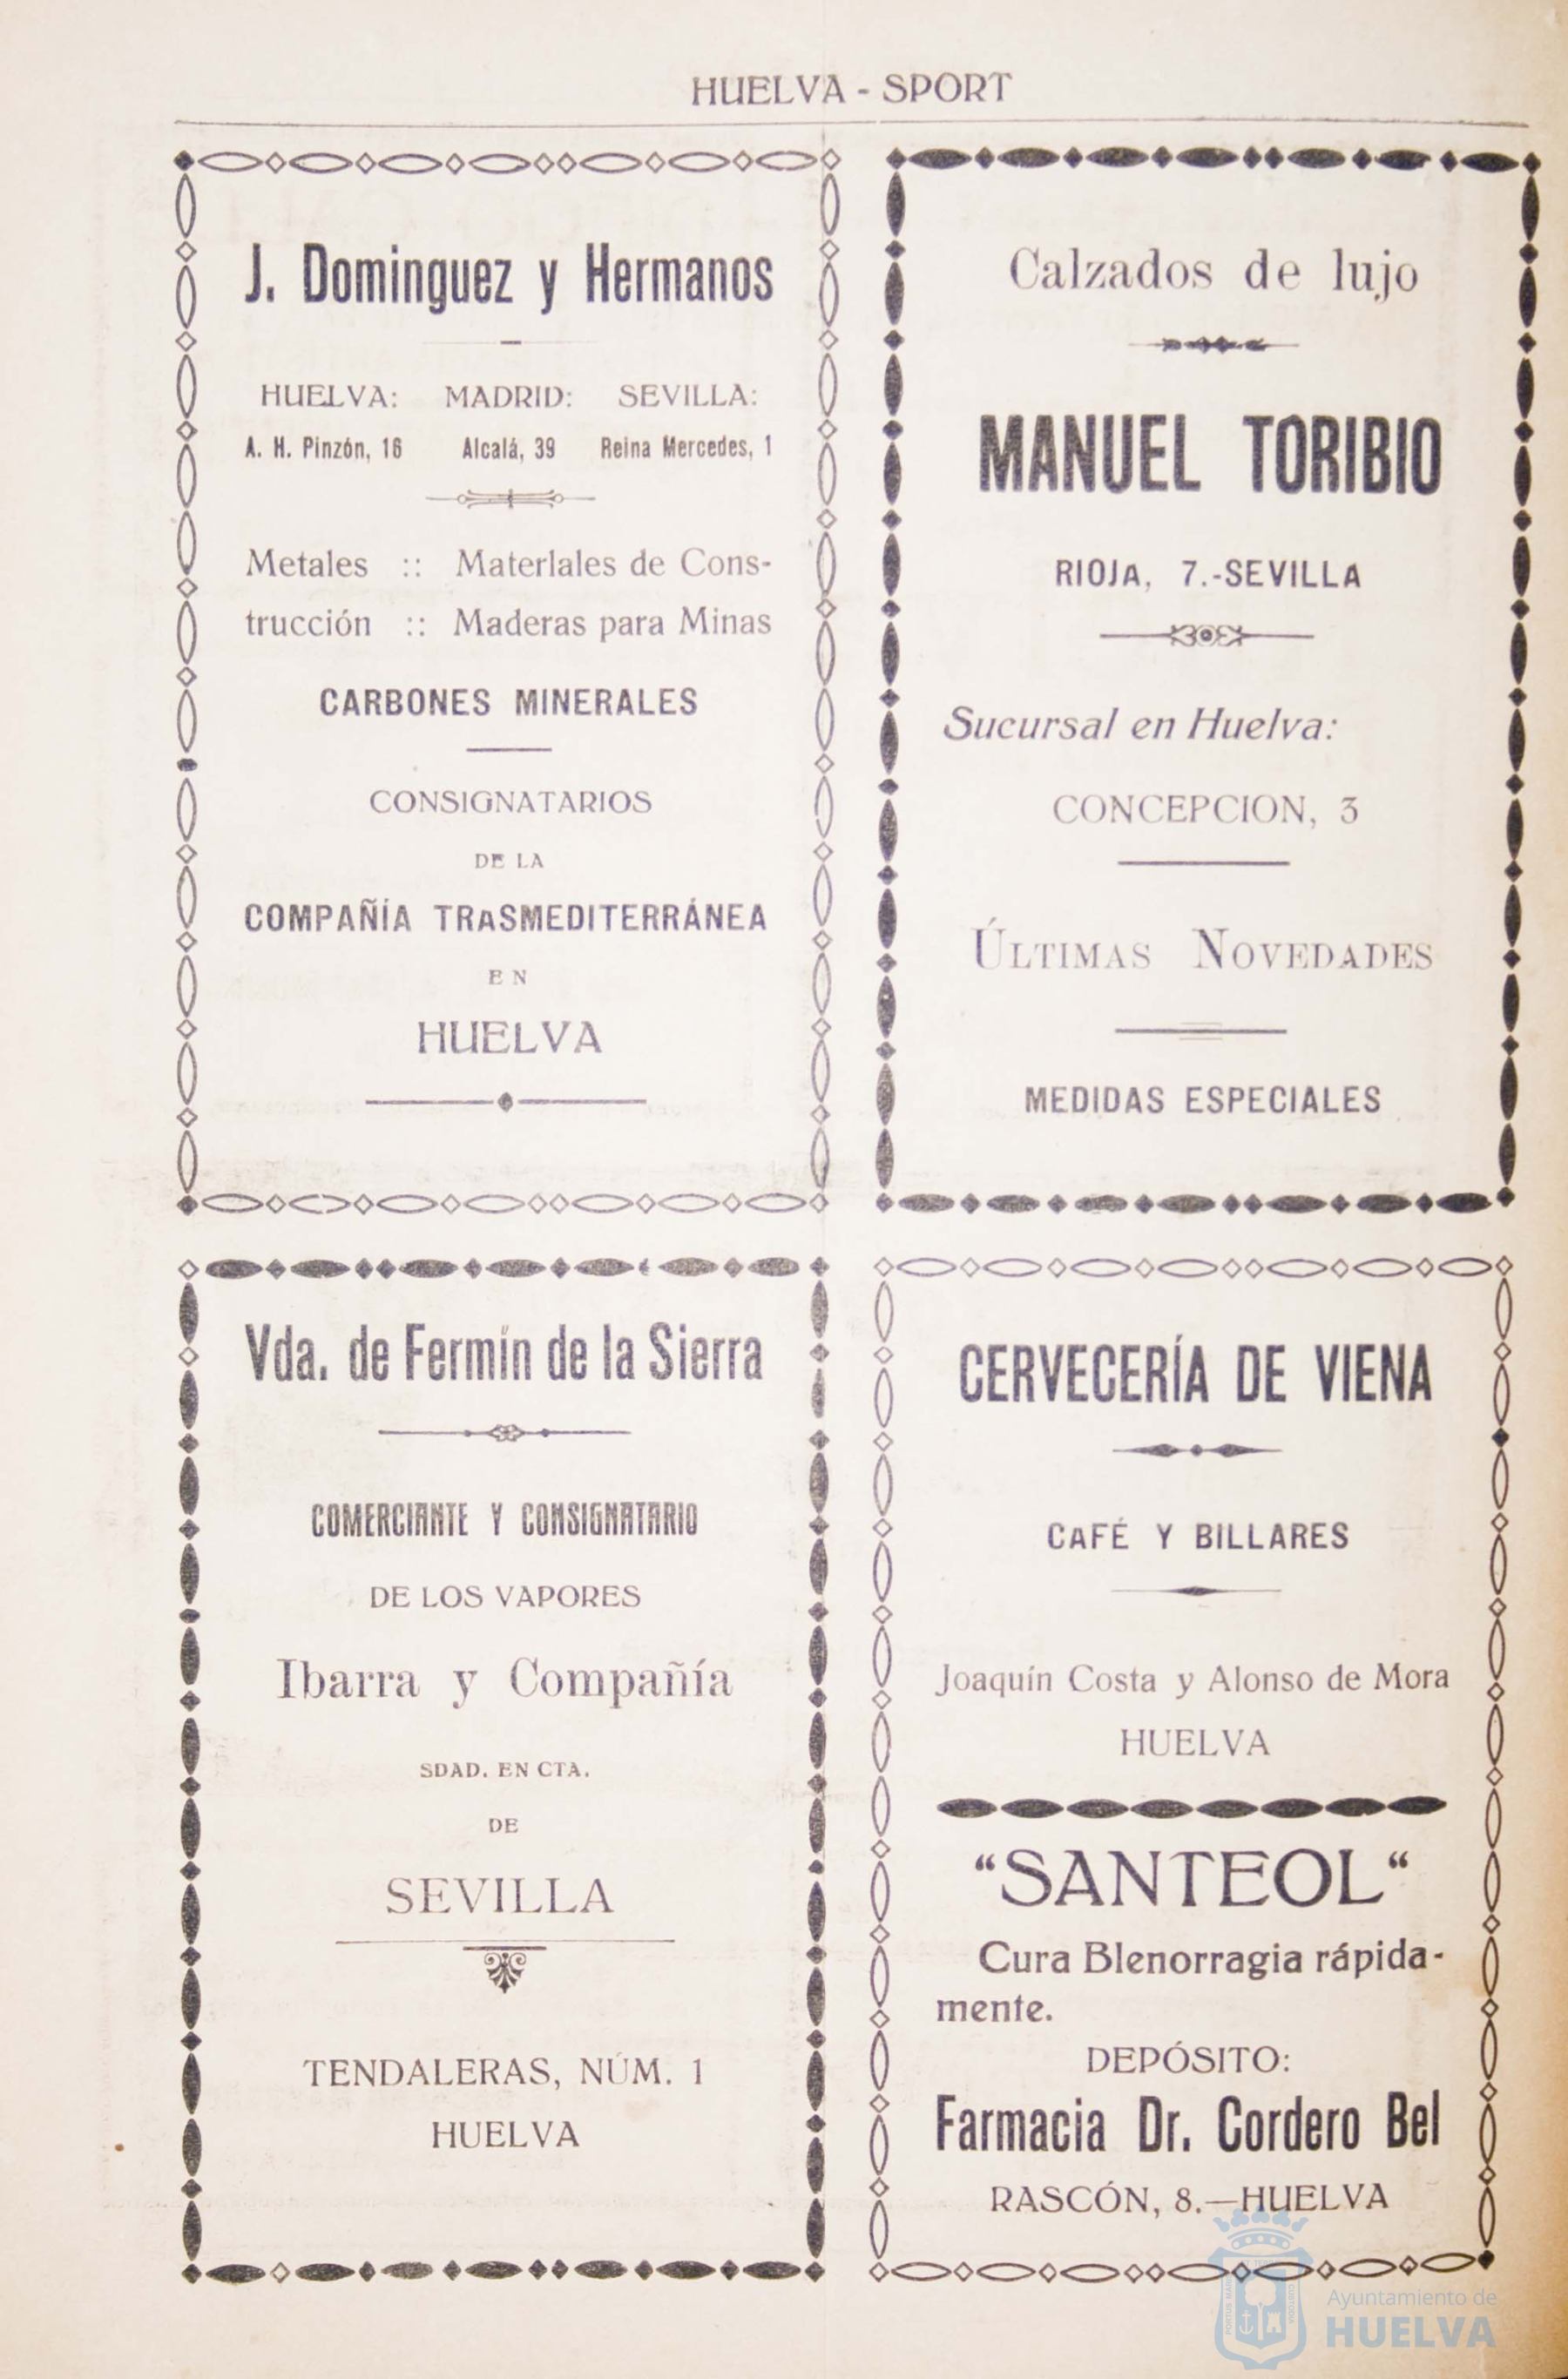 HUELVA - SPORT
J. Dominguez y Hermanos
HUELVA: MADRID: SEVILLA:
A. H. Pinzón, 16 Alcalá, 39 Reina Mercedes, 1
Metales :: Materlales de Cons-
trucción :: Maderas para Minas
CARBONES MINERALES
CONSIGNATARIOS
DE LA
COMPAÑÍA TRASMEDITERRÁNEA
EN
HUELVA
Calzados de lujo
MANUEL TORIBIO
RIOJA, 7.-SEVILLA
Sucursal en Huelva:
CONCEPCION, 3
ÚLTIMAS NOVEDADES
MEDIDAS ESPECIALES
Vda. de Fermín de la Sierra
COMERCIANTE Y CONSIGNATARIO
DE LOS VAPORES
Ibarra y Compañía
SDAD. EN CTA.
DE
SEVILLA
TENDALERAS, NÚM. 1
HUELVA
CERVECERÍA DE VIENA
CAFÉ Y BILLARES
Joaquín Costa y Alonso de Mora
HUELVA
“SANTEOL“
Cura Blenorragia rápida-
mente.
DEPÓSITO:
Farmacia Dr. Cordero Bel
RASCÓN, 8.—HUELVA
Ayuntamiento de
HUELVA